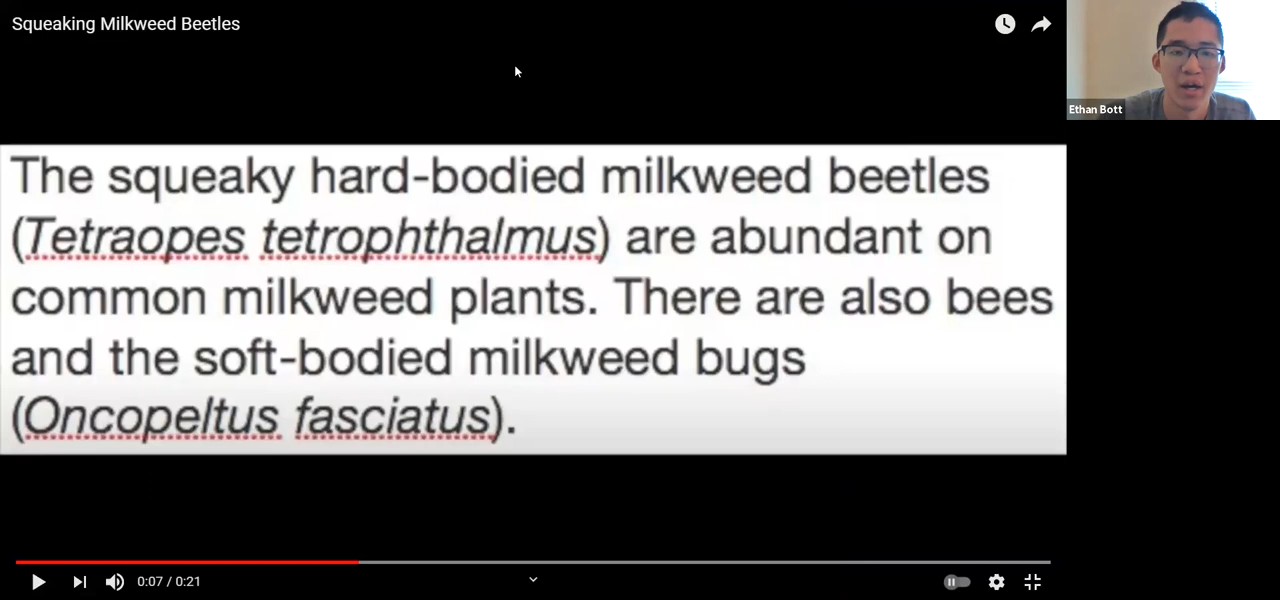 Squeaking Milkweed Beetles
Ethan Bott
The squeaky hard-bodied milkweed beetles
(Tetraopes tetrophthalmus) are abundant on
common milkweed plants. There are also bees
and the soft-bodied milkweed bugs
(Oncopeltus fasciatus).
0:07 / 0:21